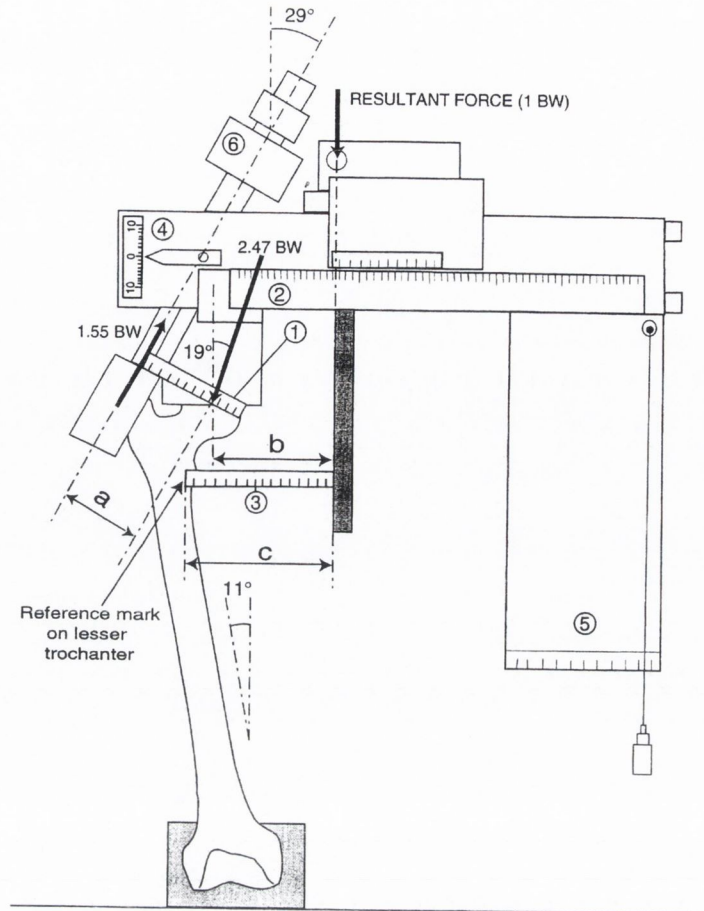 29°
RESULTANT FORCE (1 BW)
⑥
10
0
10
④
2.47 BW
②
1.55 BW
19°
①
b
③
a
c
11°
Reference mark
on lesser
trochanter
⑤